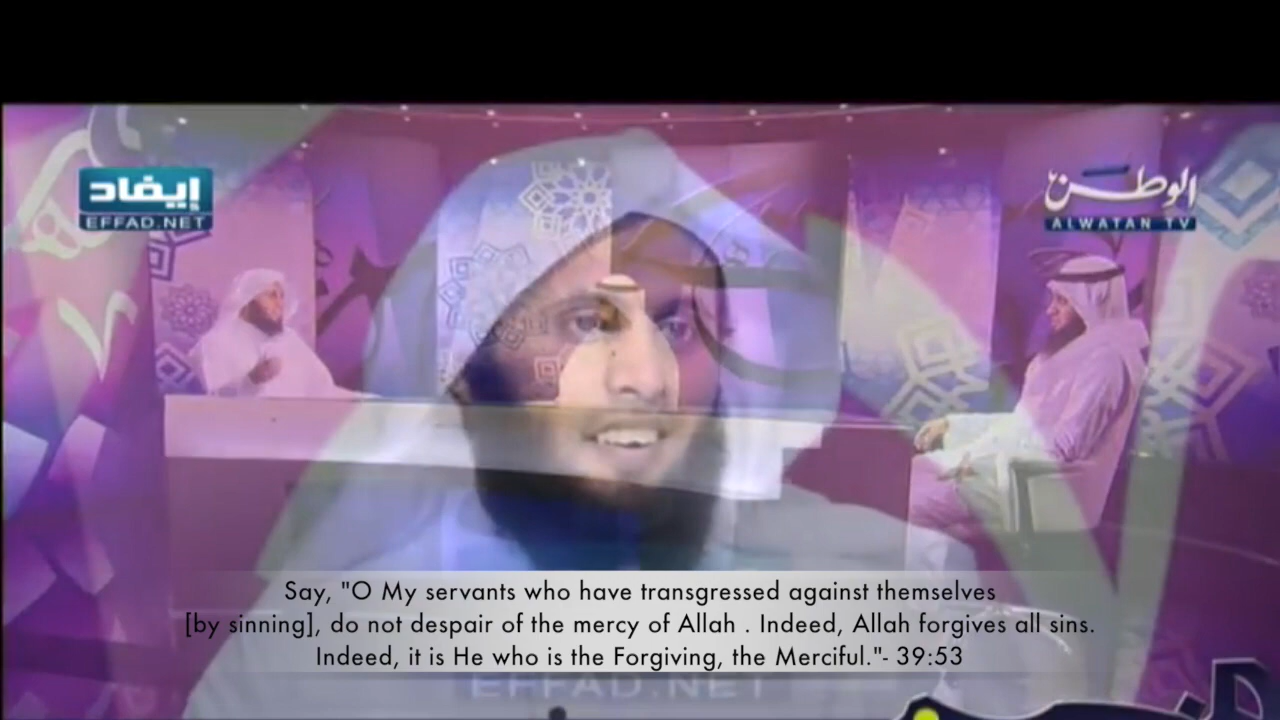 إيفاد
EFFAD.NET
الوطن
ALWATAN TV
Say, "O My servants who have transgressed against themselves
[by sinning], do not despair of the mercy of Allah . Indeed, Allah forgives all sins.
Indeed, it is He who is the Forgiving, the Merciful."- 39:53
EFFAD.NET